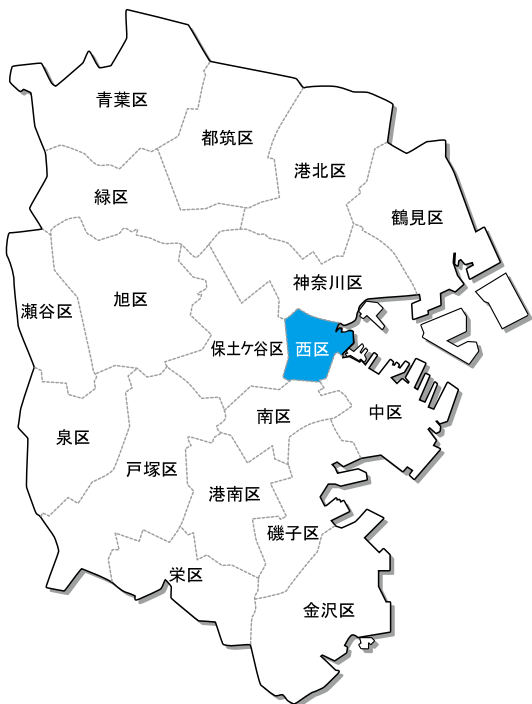 青葉区
都筑区
港北区
緑区
鶴見区
神奈川区
旭区
瀬谷区
保土ケ谷区
西区
中区
南区
泉区
戸塚区
港南区
磯子区
栄区
金沢区